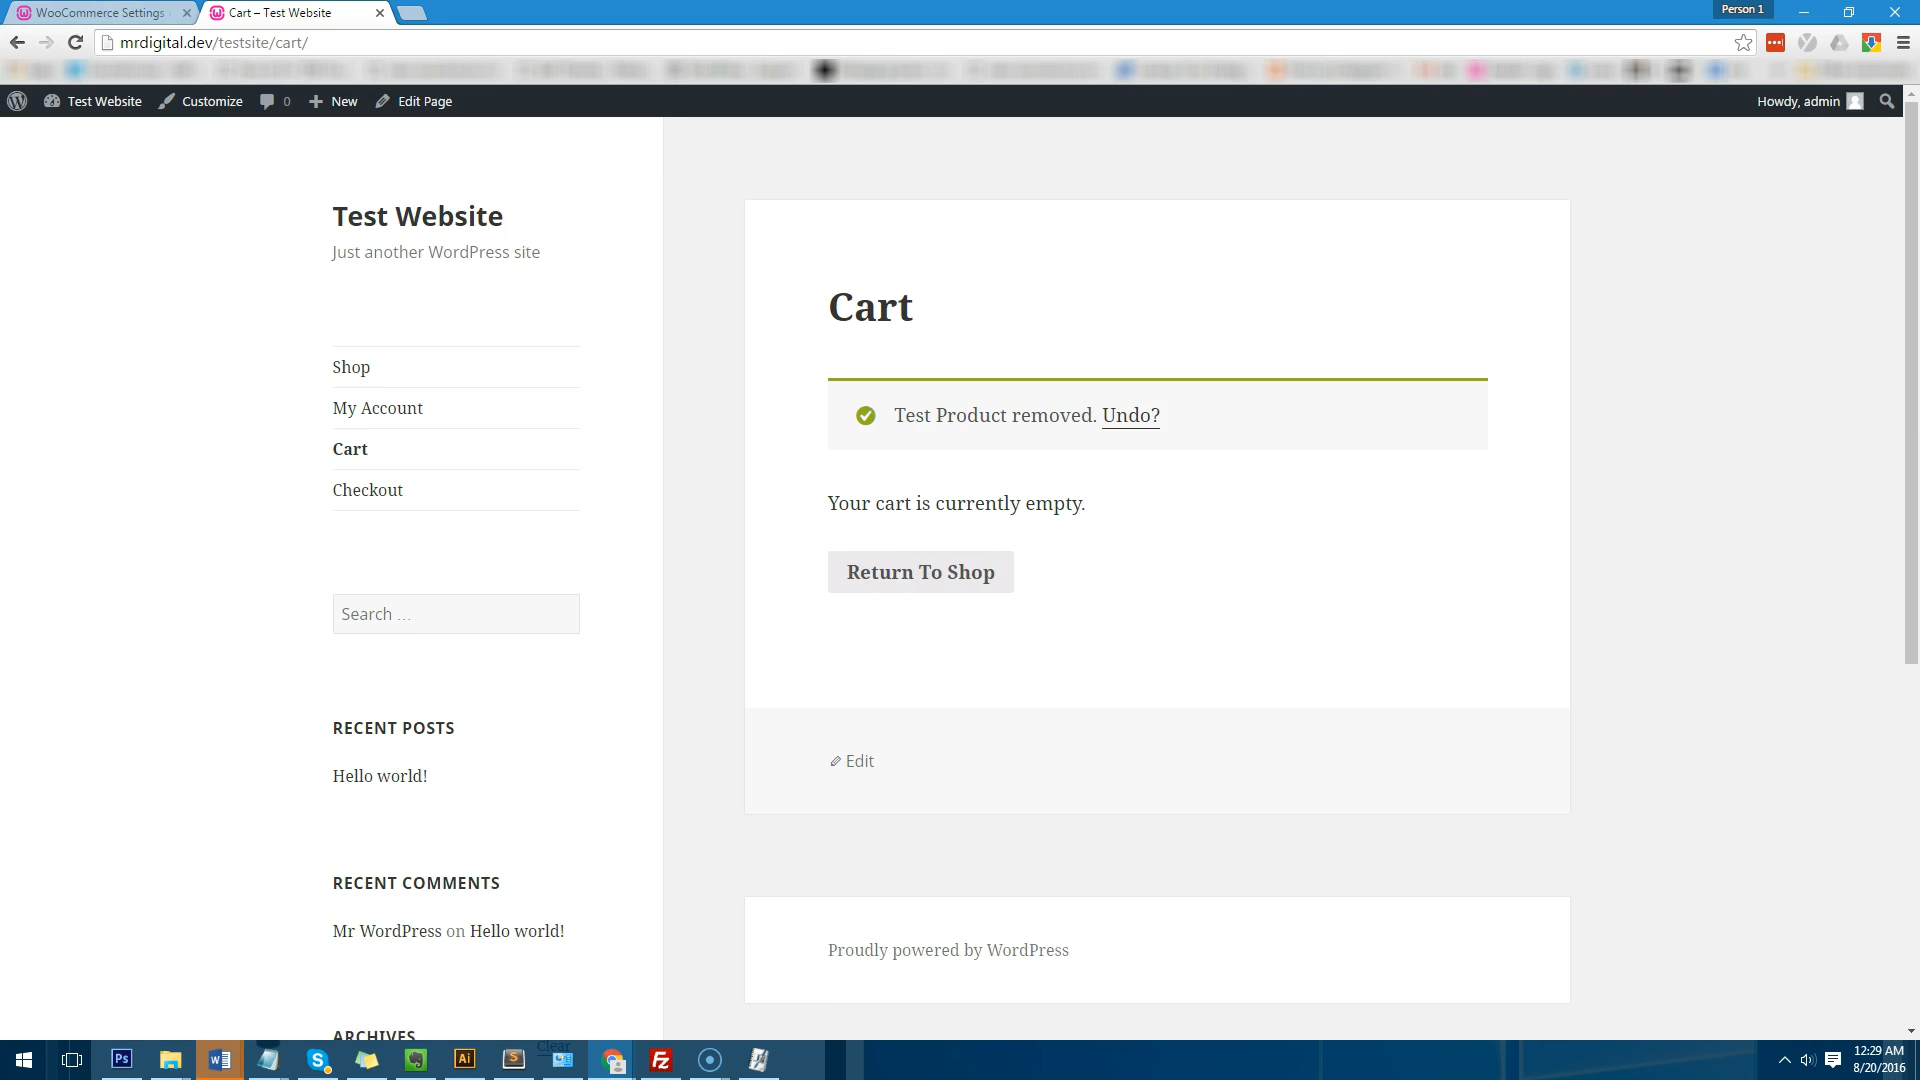 WooCommerce Settings
Cart – Test Website
Person 1
mrdigital.dev/testsite/cart/
Test Website
Customize
0
New
Edit Page
Howdy, admin
Test Website
Just another WordPress site
Shop
My Account
Cart
Checkout
Search …
RECENT POSTS
Hello world!
RECENT COMMENTS
Mr WordPress on Hello world!
ARCHIVES
Cart
Test Product removed. Undo?
Your cart is currently empty.
Return To Shop
Edit
Proudly powered by WordPress
Clear
Ps
Ai
12:29 AM
8/20/2016